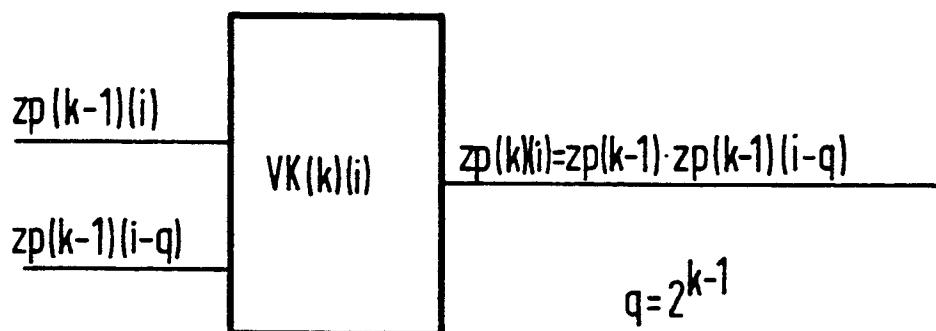 zp(k-1)(i)
zp(k-1)(i-q)
VK(k)(i)
zp(k)(i)=zp(k-1)·zp(k-1)(i-q)
q=2^k-1